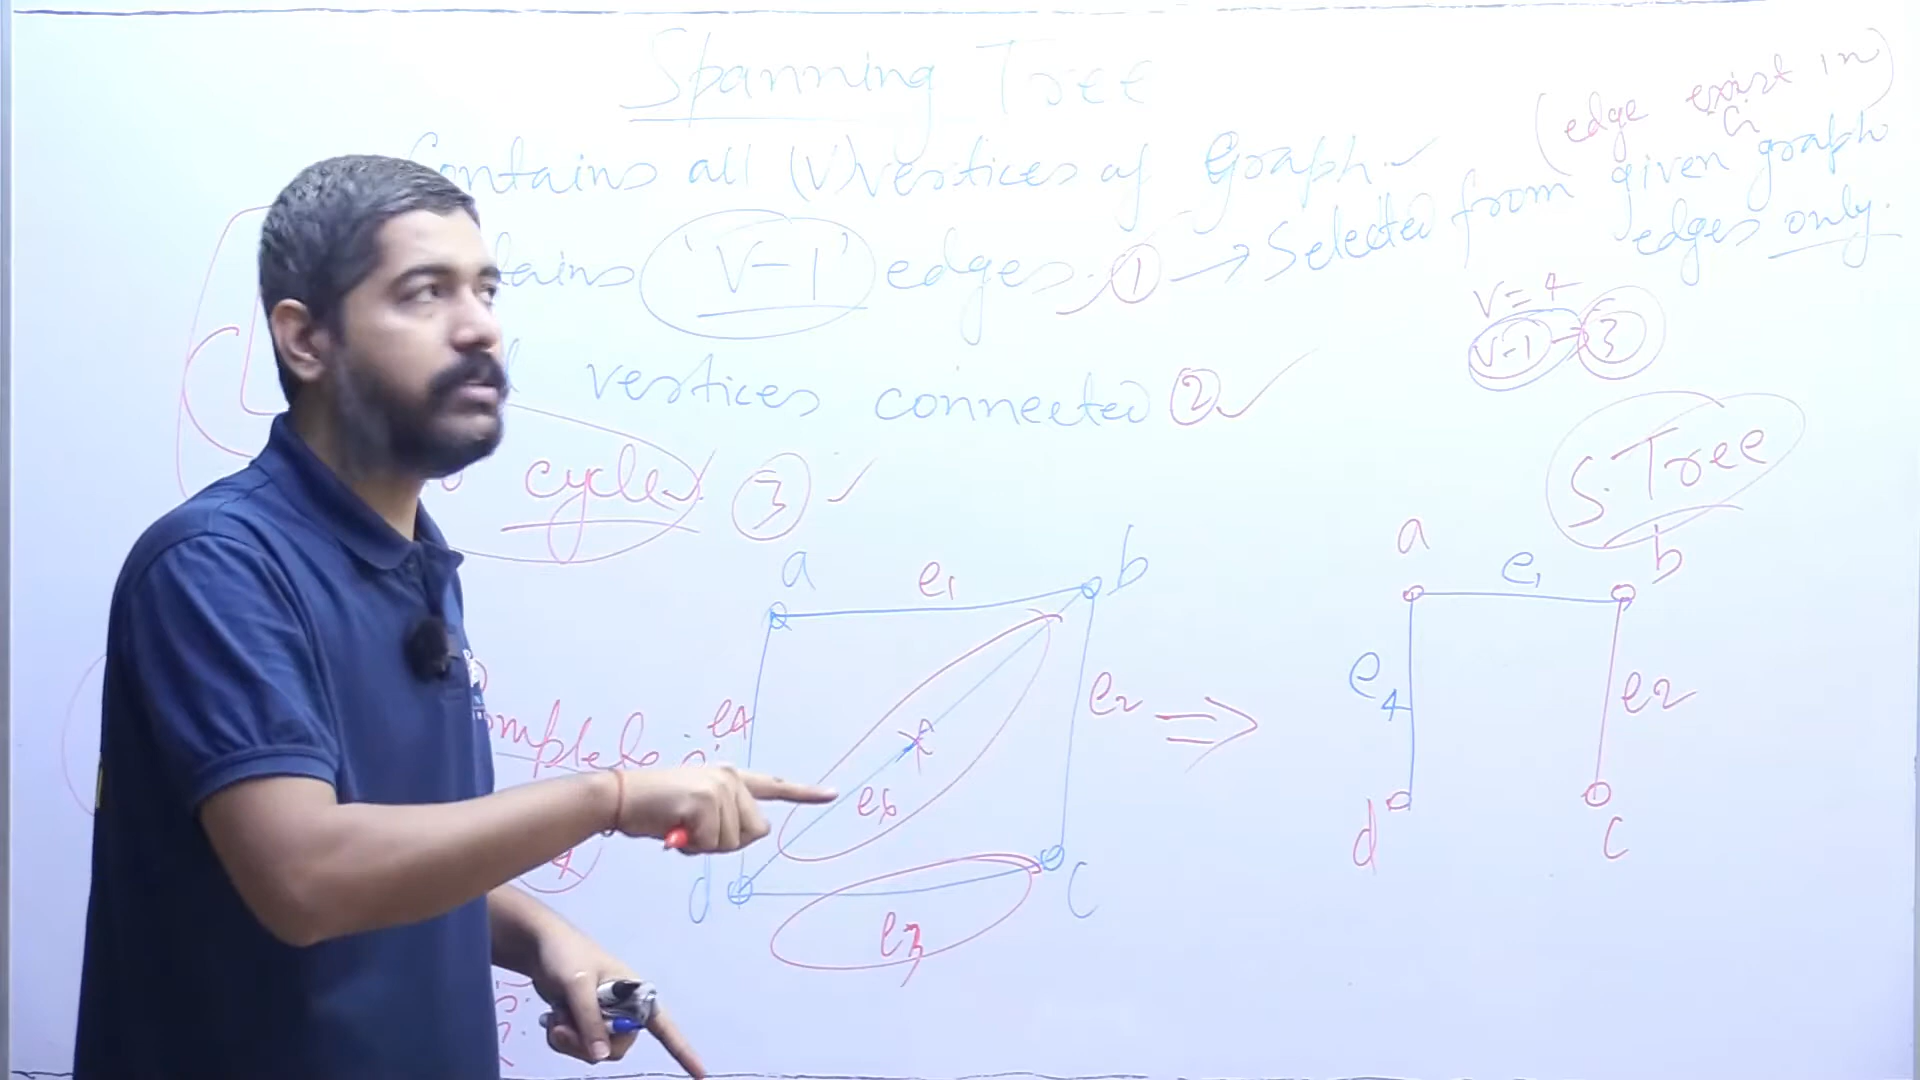 Spanning Tree
(edge exist in
G)
Contains all (V) vertices of Graph.
'V-1' edges. ① → Selected from given graph
edges only.
V=4
V-1 → 3
vertices connected ②
cycle. ③
S. Tree
a e1 b
a e1 b
e4 e2
e4 e2
e6
d c
d c
e3